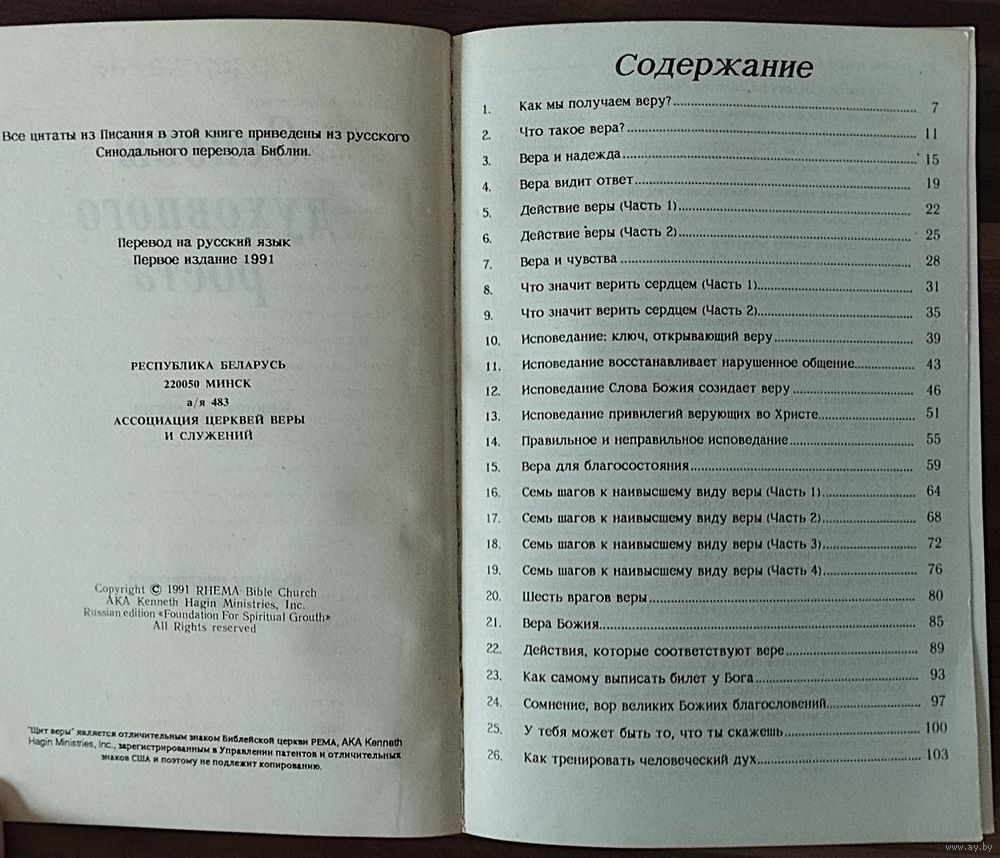 Все цитаты из Писания в этой книге приведены из русского
Синодального перевода Библии.
Перевод на русский язык
Первое издание 1991
РЕСПУБЛИКА БЕЛАРУСЬ
220050 МИНСК
а/я 483
АССОЦИАЦИЯ ЦЕРКВЕЙ ВЕРЫ
И СЛУЖЕНИЙ
Copyright © 1991 RHEMA Bible Church
AKA Kenneth Hagin Ministries, Inc.
Russian edition «Foundation For Spiritual Grouth»
All Rights reserved
"Щит веры" является отличительным знаком Библейской церкви РЕМА, AKA Kenneth
Hagin Ministries, Inc., зарегистрированным в Управлении патентов и отличительных
знаков США и поэтому не подлежит копированию.
Содержание
1. Как мы получаем веру? 7
2. Что такое вера? 11
3. Вера и надежда 15
4. Вера видит ответ 19
5. Действие веры (Часть 1) 22
6. Действие веры (Часть 2) 25
7. Вера и чувства 28
8. Что значит верить сердцем (Часть 1) 31
9. Что значит верить сердцем (Часть 2) 35
10. Исповедание: ключ, открывающий веру 39
11. Исповедание восстанавливает нарушенное общение 43
12. Исповедание Слова Божия созидает веру 46
13. Исповедание привилегий верующих во Христе 51
14. Правильное и неправильное исповедание 55
15. Вера для благосостояния 59
16. Семь шагов к наивысшему виду веры (Часть 1) 64
17. Семь шагов к наивысшему виду веры (Часть 2) 68
18. Семь шагов к наивысшему виду веры (Часть 3) 72
19. Семь шагов к наивысшему виду веры (Часть 4) 76
20. Шесть врагов веры 80
21. Вера Божия 85
22. Действия, которые соответствуют вере 89
23. Как самому выписать билет у Бога 93
24. Сомнение, вор великих Божиих благословений 97
25. У тебя может быть то, что ты скажешь 100
26. Как тренировать человеческий дух 103
www.ay.by